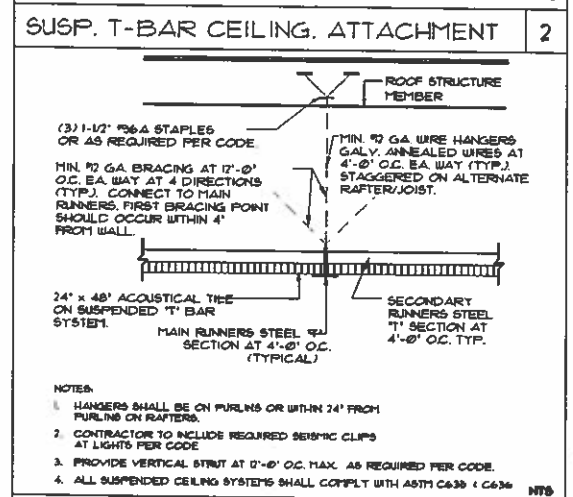 SUSP. T-BAR CEILING. ATTACHMENT 2
ROOF STRUCTURE
MEMBER
(3) 1-1/2" #9GA STAPLES
OR AS REQUIRED PER CODE.
MIN. #12 GA. BRACING AT 12'-0"
O.C. EA. WAY AT 4 DIRECTIONS
(TYP.). CONNECT TO MAIN
RUNNERS. FIRST BRACING POINT
SHOULD OCCUR WITHIN 4'
FROM WALL.
MIN. #12 GA. WIRE HANGERS
GALV. ANNEALED WIRES AT
4'-0" O.C. EA. WAY (TYP.).
STAGGERED ON ALTERNATE
RAFTER/JOIST.
24" x 48" ACOUSTICAL TILE
ON SUSPENDED 'T' BAR
SYSTEM.
MAIN RUNNERS STEEL
SECTION AT 4'-0" O.C.
(TYPICAL)
SECONDARY
RUNNERS STEEL
'T' SECTION AT
4'-0" O.C. TYP.
NOTES:
1. HANGERS SHALL BE ON PURLINS OR WITHIN 24" FROM
PURLINS ON RAFTERS.
2. CONTRACTOR TO INCLUDE REQUIRED SEISMIC CLIPS
AT LIGHTS PER CODE
3. PROVIDE VERTICAL STRUT AT 12'-0" O.C. MAX. AS REQUIRED PER CODE.
4. ALL SUSPENDED CEILING SYSTEMS SHALL COMPLY WITH ASTM C635 & C636
NTS